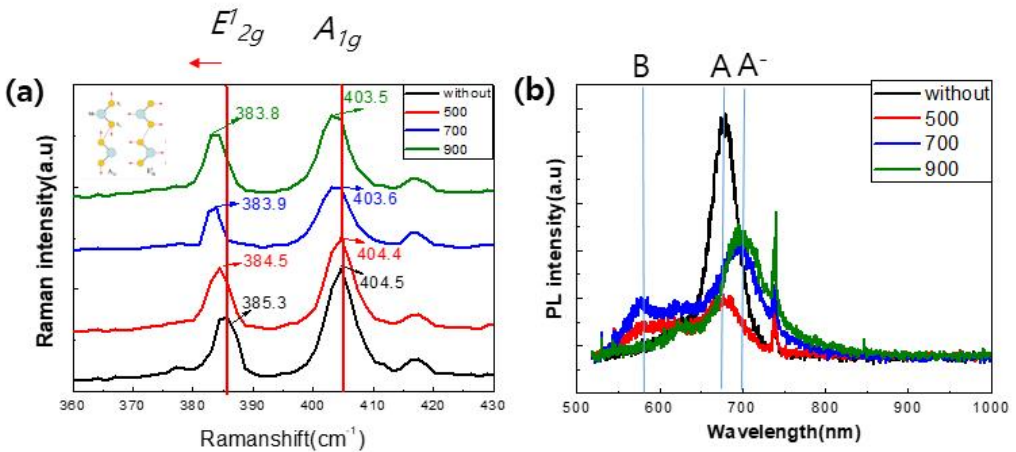 E¹₂g A₁g
(a)
without
500
700
900
383.8
403.5
383.9
403.6
384.5
404.4
404.5
385.3
Raman intensity(a.u)
360 370 380 390 400 410 420 430
Ramanshift(cm⁻¹)
B A A⁻
(b)
without
500
700
900
PL intensity(a.u)
500 600 700 800 900 1000
Wavelength(nm)